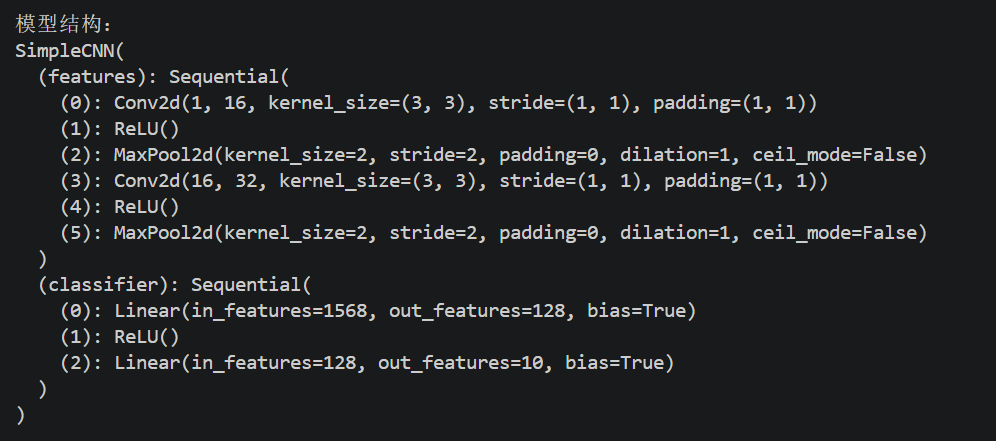 模型结构：
SimpleCNN(
  (features): Sequential(
    (0): Conv2d(1, 16, kernel_size=(3, 3), stride=(1, 1), padding=(1, 1))
    (1): ReLU()
    (2): MaxPool2d(kernel_size=2, stride=2, padding=0, dilation=1, ceil_mode=False)
    (3): Conv2d(16, 32, kernel_size=(3, 3), stride=(1, 1), padding=(1, 1))
    (4): ReLU()
    (5): MaxPool2d(kernel_size=2, stride=2, padding=0, dilation=1, ceil_mode=False)
  )
  (classifier): Sequential(
    (0): Linear(in_features=1568, out_features=128, bias=True)
    (1): ReLU()
    (2): Linear(in_features=128, out_features=10, bias=True)
  )
)